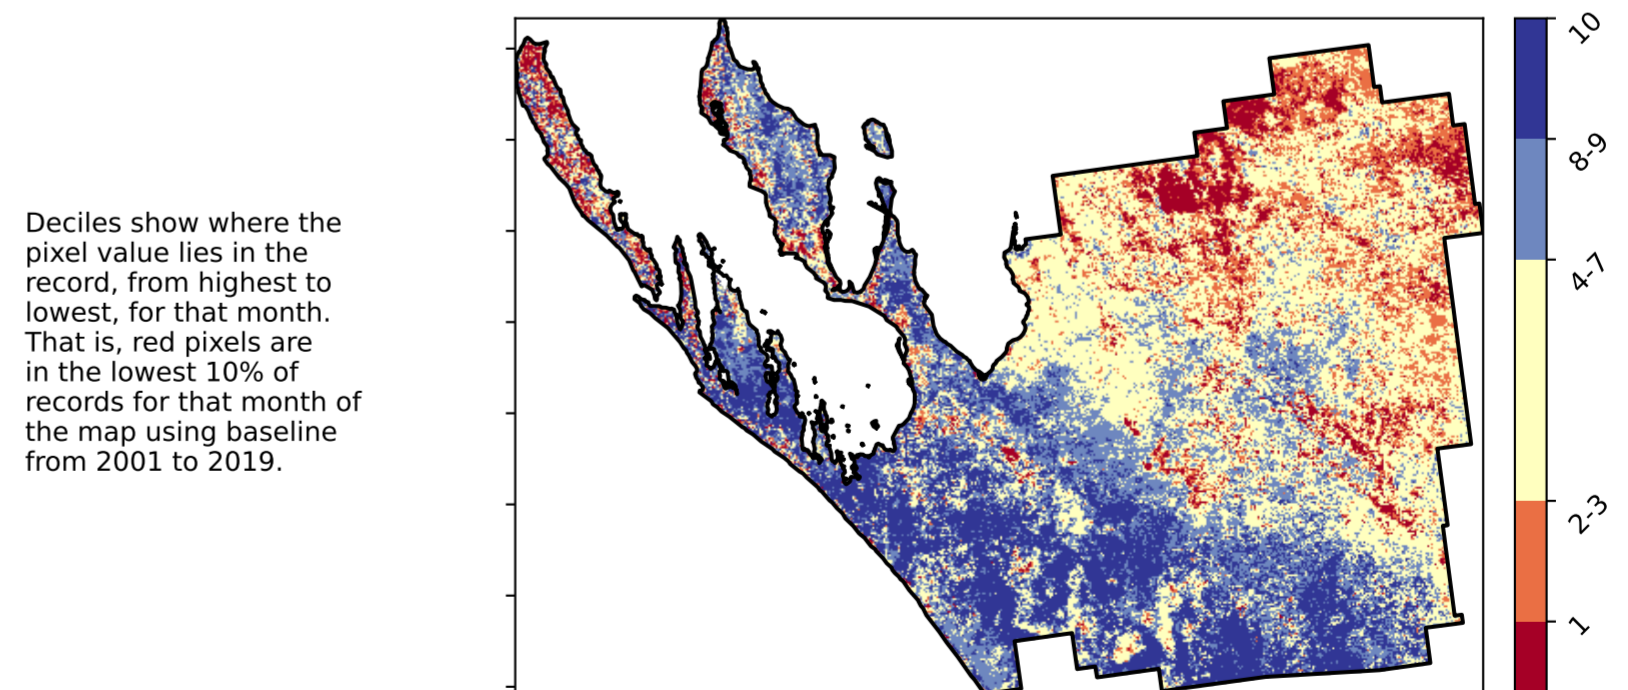 Deciles show where the
pixel value lies in the
record, from highest to
lowest, for that month.
That is, red pixels are
in the lowest 10% of
records for that month of
the map using baseline
from 2001 to 2019.
10
8-9
4-7
2-3
1